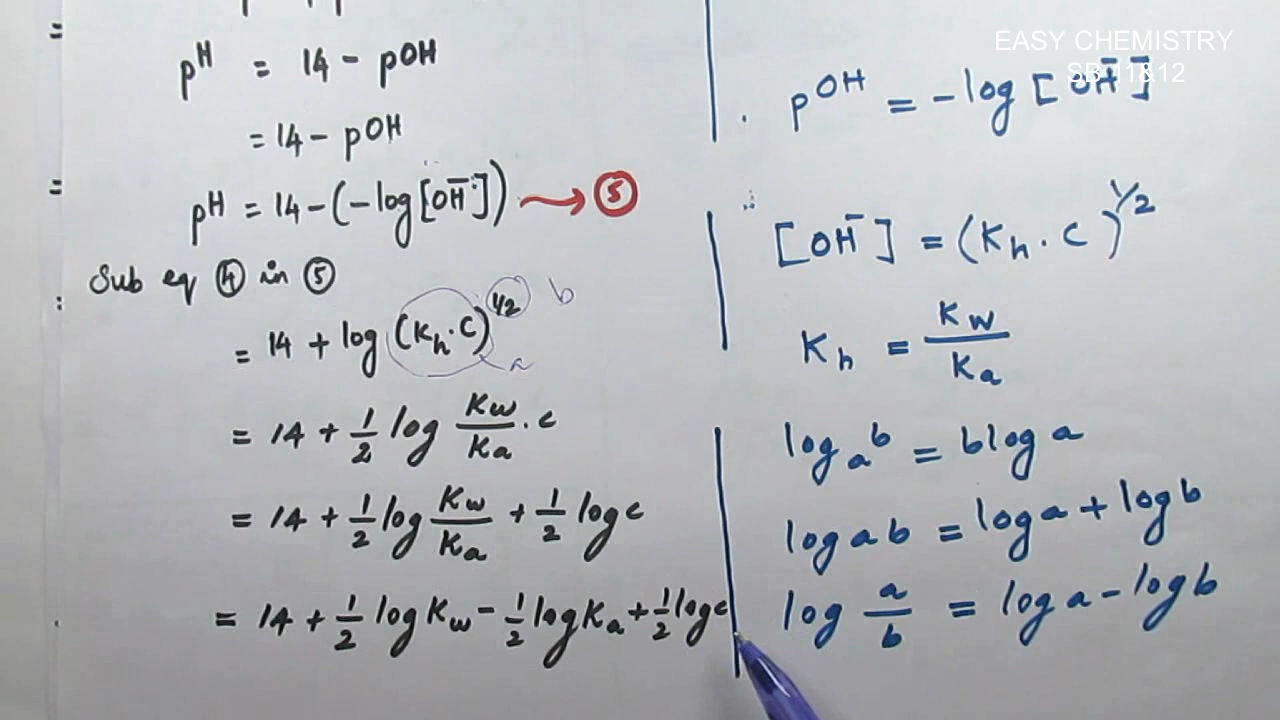 pH = 14 - pOH
= 14 - pOH
pH = 14 - (-log [OH⁻]) → ⑤
Sub eq ④ in ⑤
= 14 + log (Kh . C)^1/2 b
a
= 14 + 1/2 log Kw/Ka . c
= 14 + 1/2 log Kw/Ka + 1/2 log c
= 14 + 1/2 log Kw - 1/2 log Ka + 1/2 log c
EASY CHEMISTRY
SB 11&12
pOH = -log [OH⁻]
[OH⁻] = (Kh . C)^1/2
Kh = Kw/Ka
log a^b = b log a
log ab = log a + log b
log a/b = log a - log b